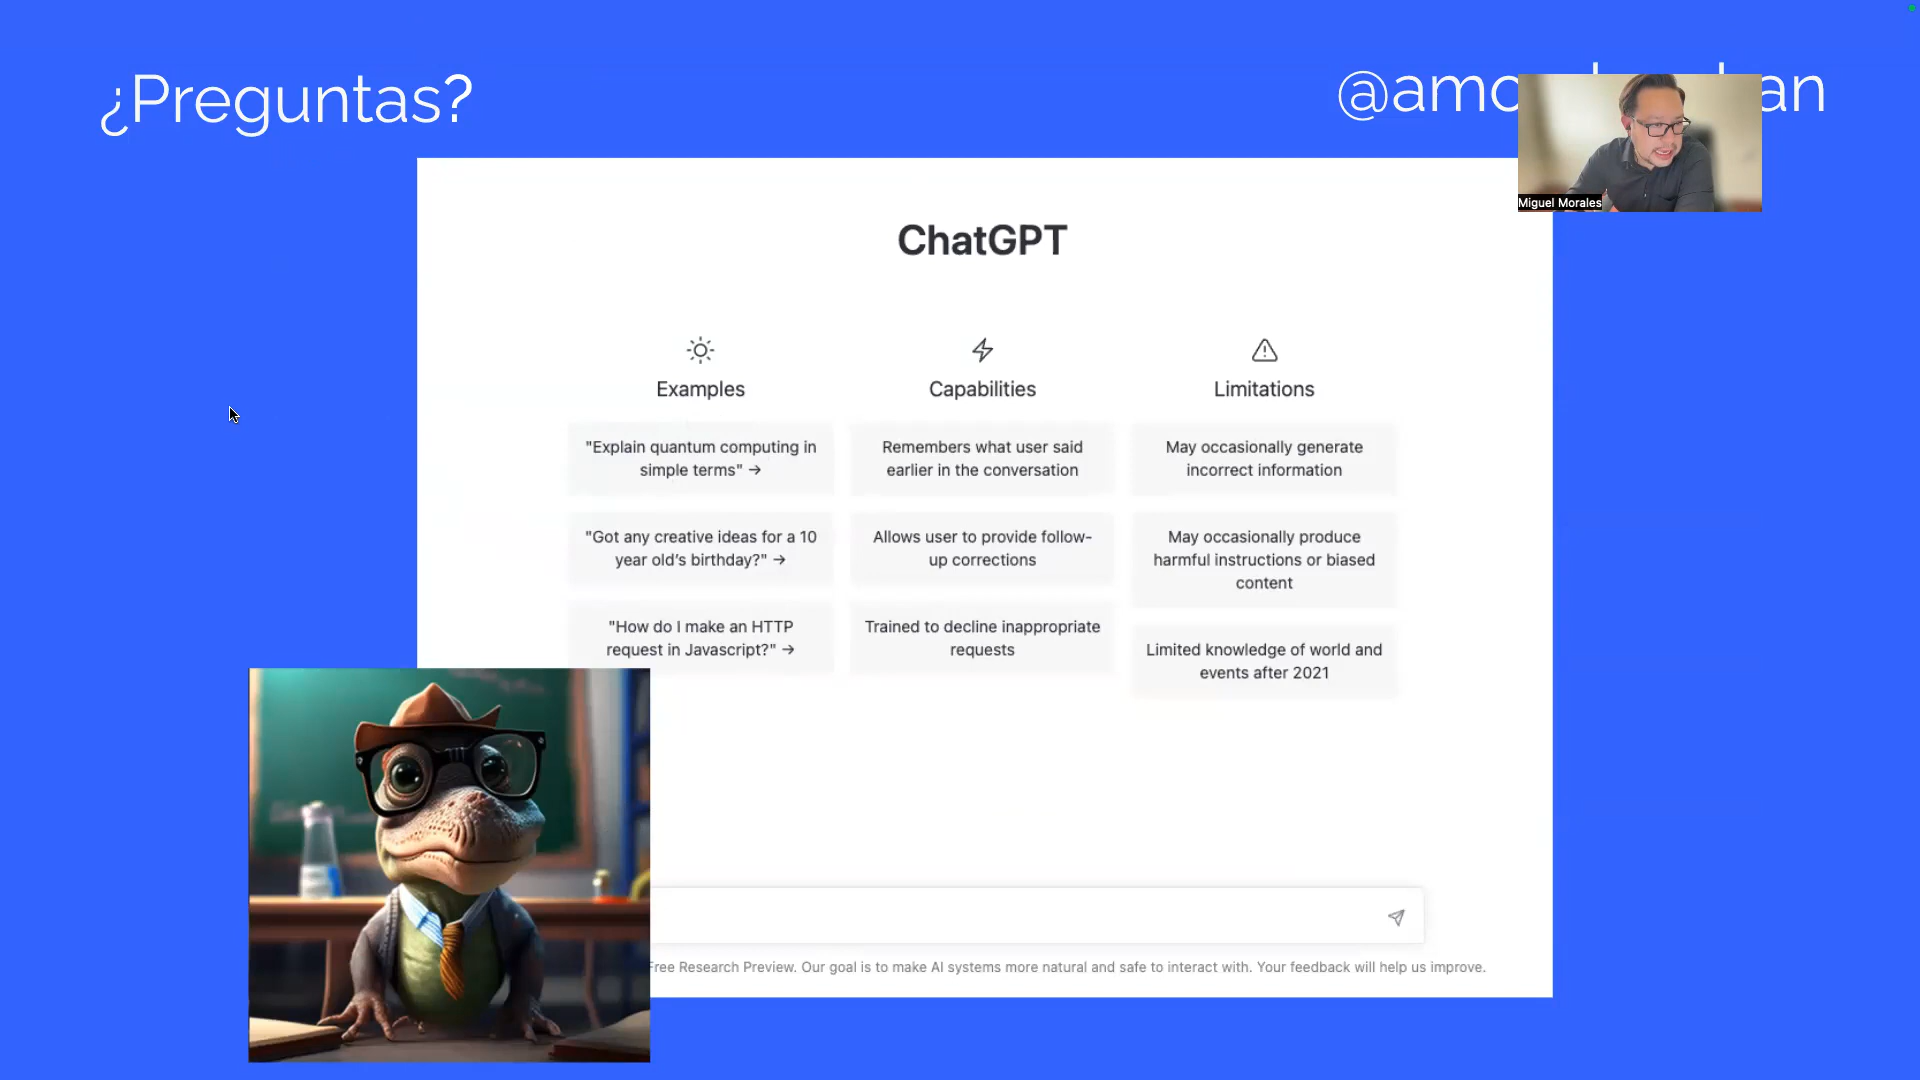 ¿Preguntas?
Miguel Morales
ChatGPT
Examples
"Explain quantum computing in
simple terms" →
"Got any creative ideas for a 10
year old's birthday?" →
"How do I make an HTTP
request in Javascript?" →
Capabilities
Remembers what user said
earlier in the conversation
Allows user to provide follow-
up corrections
Trained to decline inappropriate
requests
Limitations
May occasionally generate
incorrect information
May occasionally produce
harmful instructions or biased
content
Limited knowledge of world and
events after 2021
Free Research Preview. Our goal is to make AI systems more natural and safe to interact with. Your feedback will help us improve.